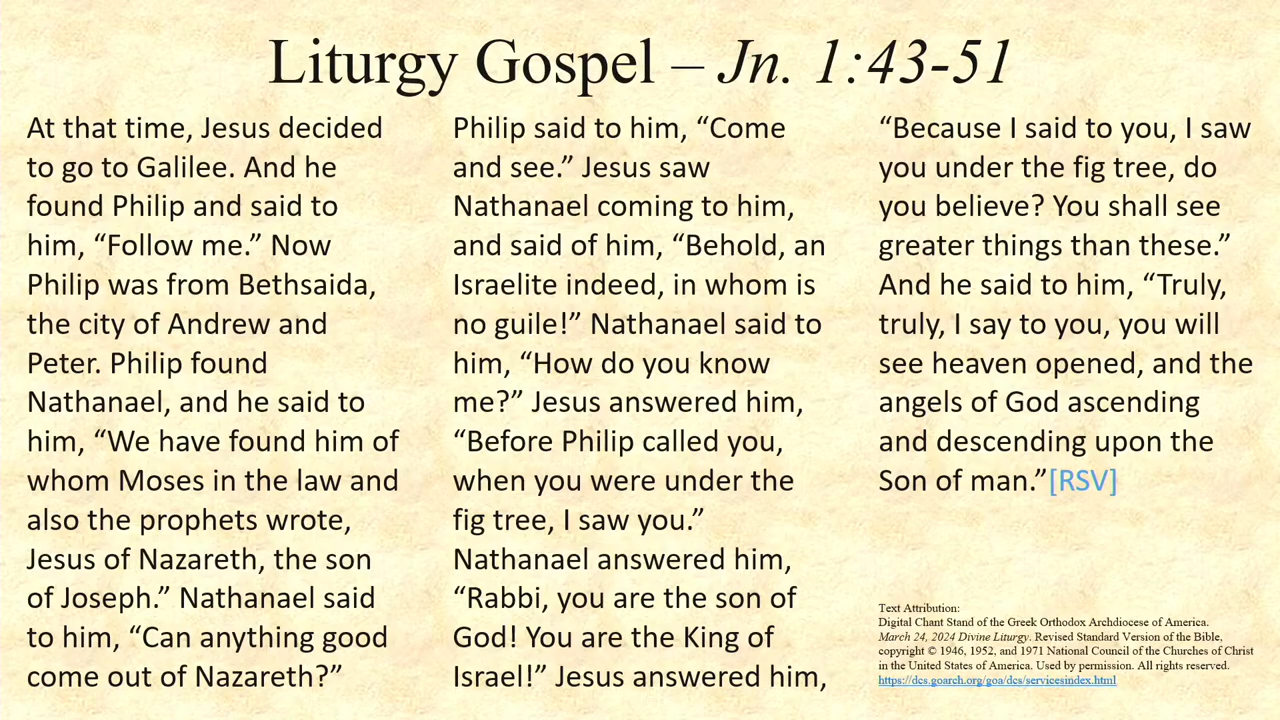 Liturgy Gospel – Jn. 1:43-51
At that time, Jesus decided
to go to Galilee. And he
found Philip and said to
him, “Follow me.” Now
Philip was from Bethsaida,
the city of Andrew and
Peter. Philip found
Nathanael, and he said to
him, “We have found him of
whom Moses in the law and
also the prophets wrote,
Jesus of Nazareth, the son
of Joseph.” Nathanael said
to him, “Can anything good
come out of Nazareth?”
Philip said to him, “Come
and see.” Jesus saw
Nathanael coming to him,
and said of him, “Behold, an
Israelite indeed, in whom is
no guile!” Nathanael said to
him, “How do you know
me?” Jesus answered him,
“Before Philip called you,
when you were under the
fig tree, I saw you.”
Nathanael answered him,
“Rabbi, you are the son of
God! You are the King of
Israel!” Jesus answered him,
“Because I said to you, I saw
you under the fig tree, do
you believe? You shall see
greater things than these.”
And he said to him, “Truly,
truly, I say to you, you will
see heaven opened, and the
angels of God ascending
and descending upon the
Son of man.”[RSV]
Text Attribution:
Digital Chant Stand of the Greek Orthodox Archdiocese of America.
March 24, 2024 Divine Liturgy. Revised Standard Version of the Bible,
copyright © 1946, 1952, and 1971 National Council of the Churches of Christ
in the United States of America. Used by permission. All rights reserved.
https://dcs.goarch.org/goa/dcs/servicesindex.html